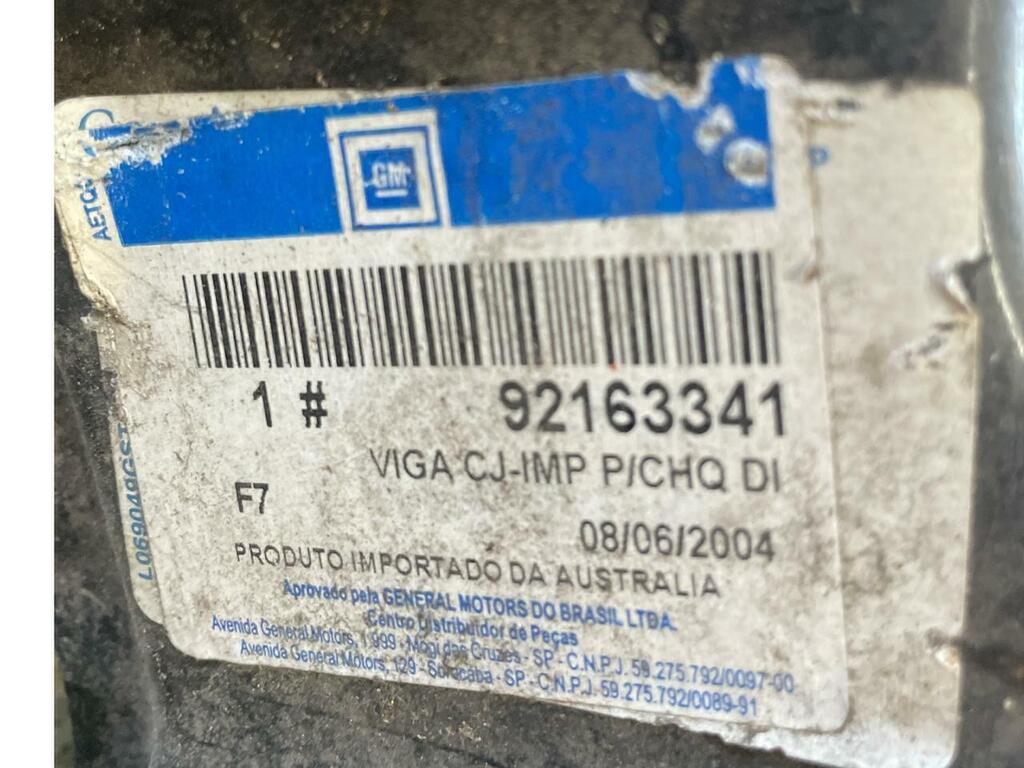 GM
1 # 92163341
VIGA CJ-IMP P/CHQ DI
F7
08/06/2004
PRODUTO IMPORTADO DA AUSTRALIA
Aprovado pela GENERAL MOTORS DO BRASIL LTDA.
Centro Distribuidor de Peças
Avenida General Motors, 1.999 - Mogi das Cruzes - SP - C.N.P.J. 59.275.792/0097-00
Avenida General Motors, 129 - Sorocaba - SP - C.N.P.J. 59.275.792/0089-91